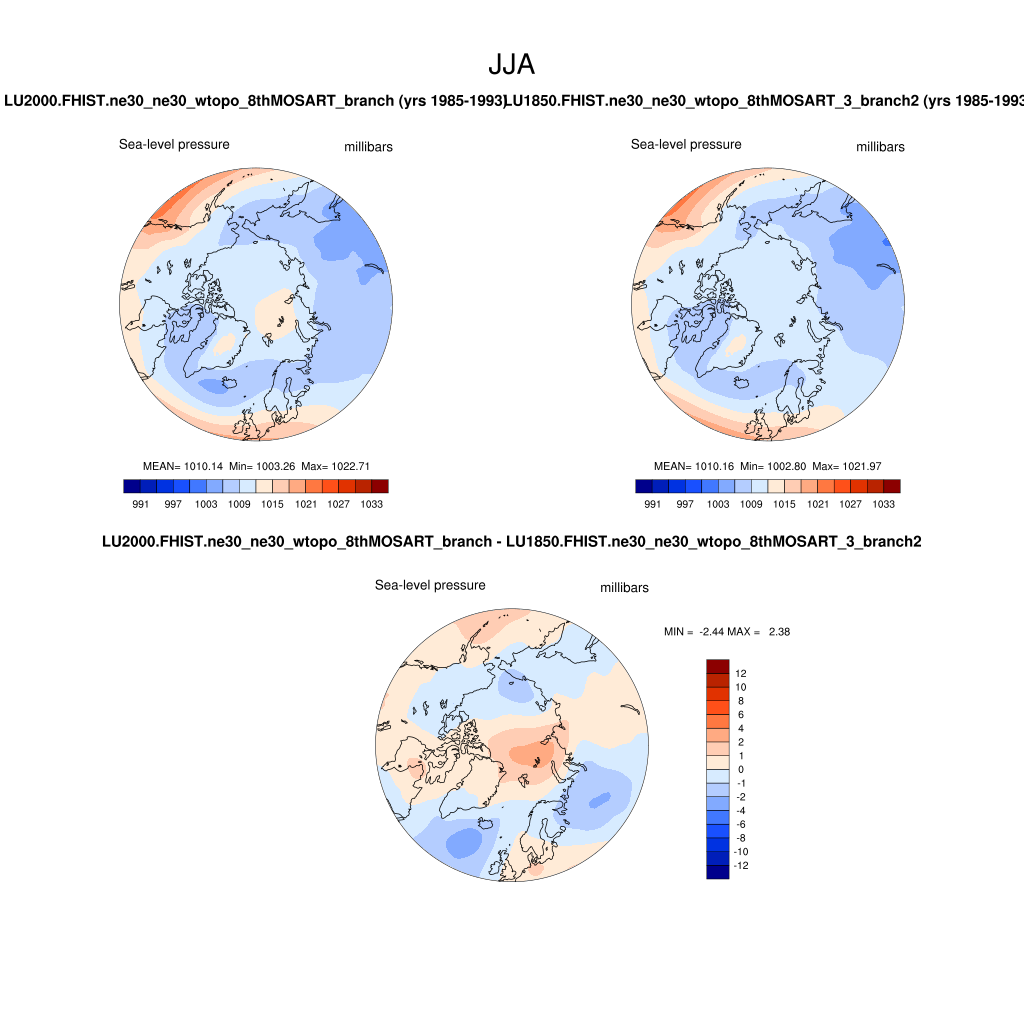 JJA
LU2000.FHIST.ne30_ne30_wtopo_8thMOSART_branch (yrs 1985-1993)
LU1850.FHIST.ne30_ne30_wtopo_8thMOSART_3_branch2 (yrs 1985-1993
Sea-level pressure millibars
Sea-level pressure millibars
MEAN= 1010.14 Min= 1003.26 Max= 1022.71
MEAN= 1010.16 Min= 1002.80 Max= 1021.97
991 997 1003 1009 1015 1021 1027 1033
991 997 1003 1009 1015 1021 1027 1033
LU2000.FHIST.ne30_ne30_wtopo_8thMOSART_branch - LU1850.FHIST.ne30_ne30_wtopo_8thMOSART_3_branch2
Sea-level pressure millibars
MIN = -2.44 MAX = 2.38
12
10
8
6
4
2
1
0
-1
-2
-4
-6
-8
-10
-12